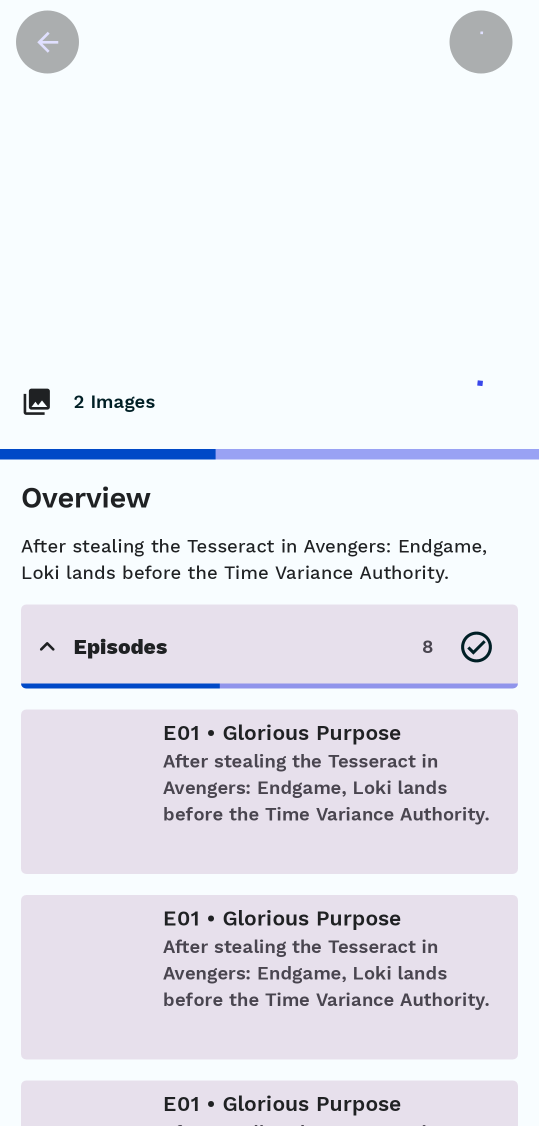 2 Images
Overview
After stealing the Tesseract in Avengers: Endgame,
Loki lands before the Time Variance Authority.
Episodes
8
E01 • Glorious Purpose
After stealing the Tesseract in
Avengers: Endgame, Loki lands
before the Time Variance Authority.
E01 • Glorious Purpose
After stealing the Tesseract in
Avengers: Endgame, Loki lands
before the Time Variance Authority.
E01 • Glorious Purpose